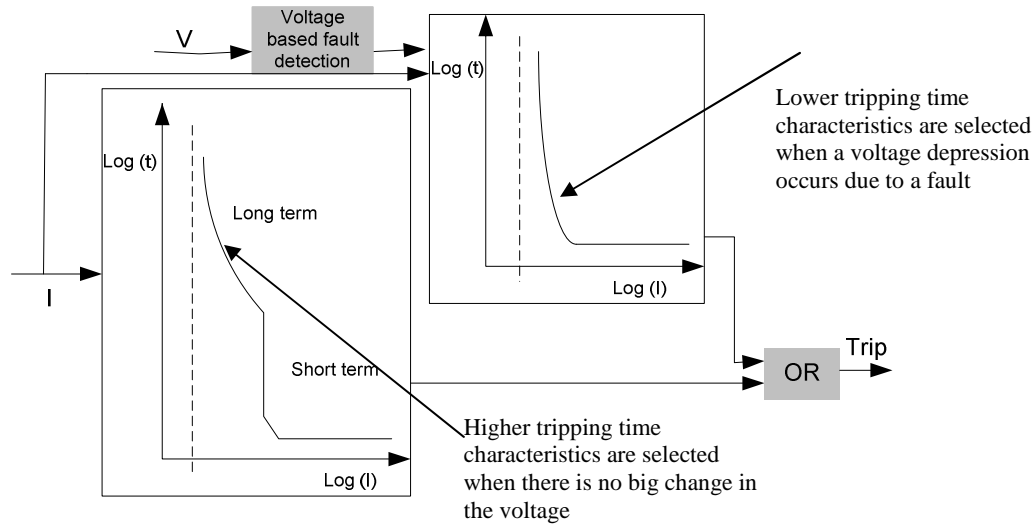 Voltage
based fault
detection
V
Log (t)
Lower tripping time
characteristics are selected
when a voltage depression
occurs due to a fault
Log (t)
Long term
Log (I)
I
Short term
OR
Trip
Higher tripping time
characteristics are selected
when there is no big change in
the voltage
Log (I)